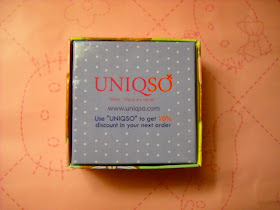 UNIQSO
www.uniqso.com
Use "UNIQSO" to get 10%
discount in your next order